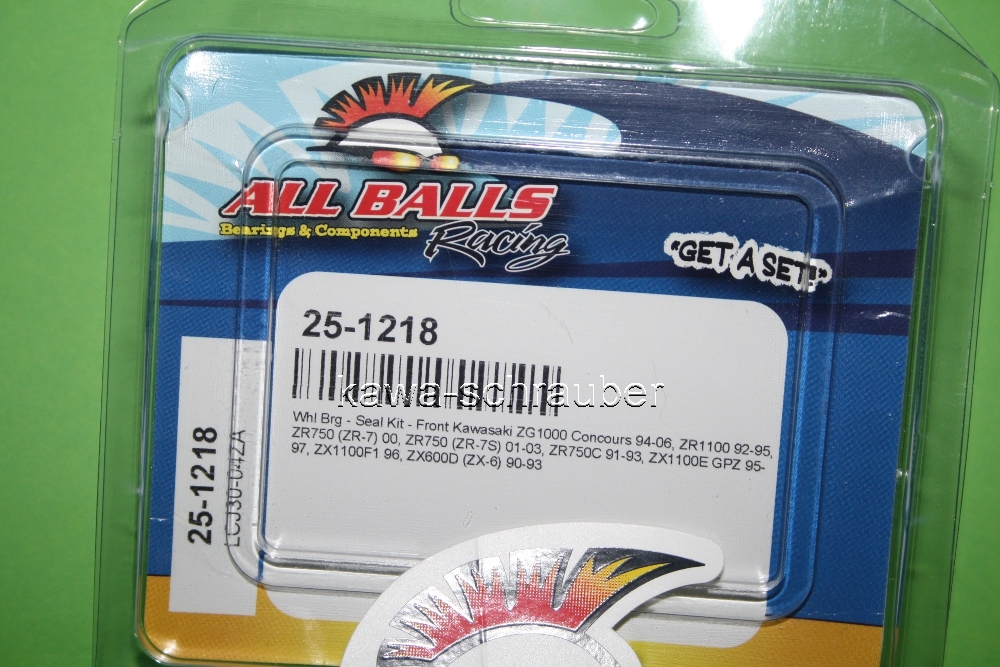 ALL BALLS
Bearings & Components
Racing
"GET A SET!"
25-1218
kawa-schrauber
Whl Brg - Seal Kit - Front Kawasaki ZG1000 Concours 94-06, ZR1100 92-95,
ZR750 (ZR-7) 00, ZR750 (ZR-7S) 01-03, ZR750C 91-93, ZX1100E GPZ 95-
97, ZX1100F1 96, ZX600D (ZX-6) 90-93
25-1218
LCJ30-042A